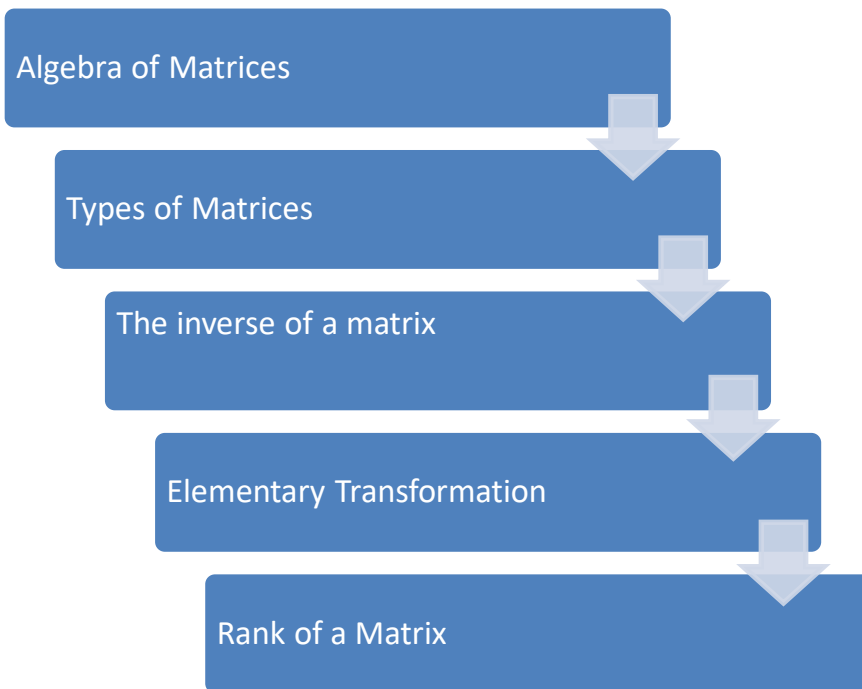 Algebra of Matrices
Types of Matrices
The inverse of a matrix
Elementary Transformation
Rank of a Matrix